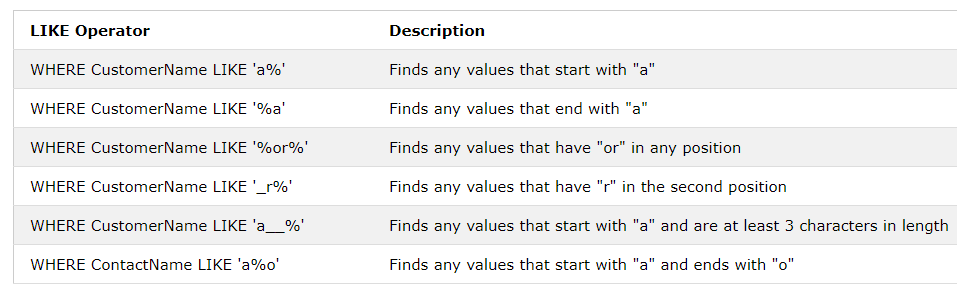 LIKE Operator Description
WHERE CustomerName LIKE 'a%' Finds any values that start with "a"
WHERE CustomerName LIKE '%a' Finds any values that end with "a"
WHERE CustomerName LIKE '%or%' Finds any values that have "or" in any position
WHERE CustomerName LIKE '_r%' Finds any values that have "r" in the second position
WHERE CustomerName LIKE 'a__%' Finds any values that start with "a" and are at least 3 characters in length
WHERE ContactName LIKE 'a%o' Finds any values that start with "a" and ends with "o"